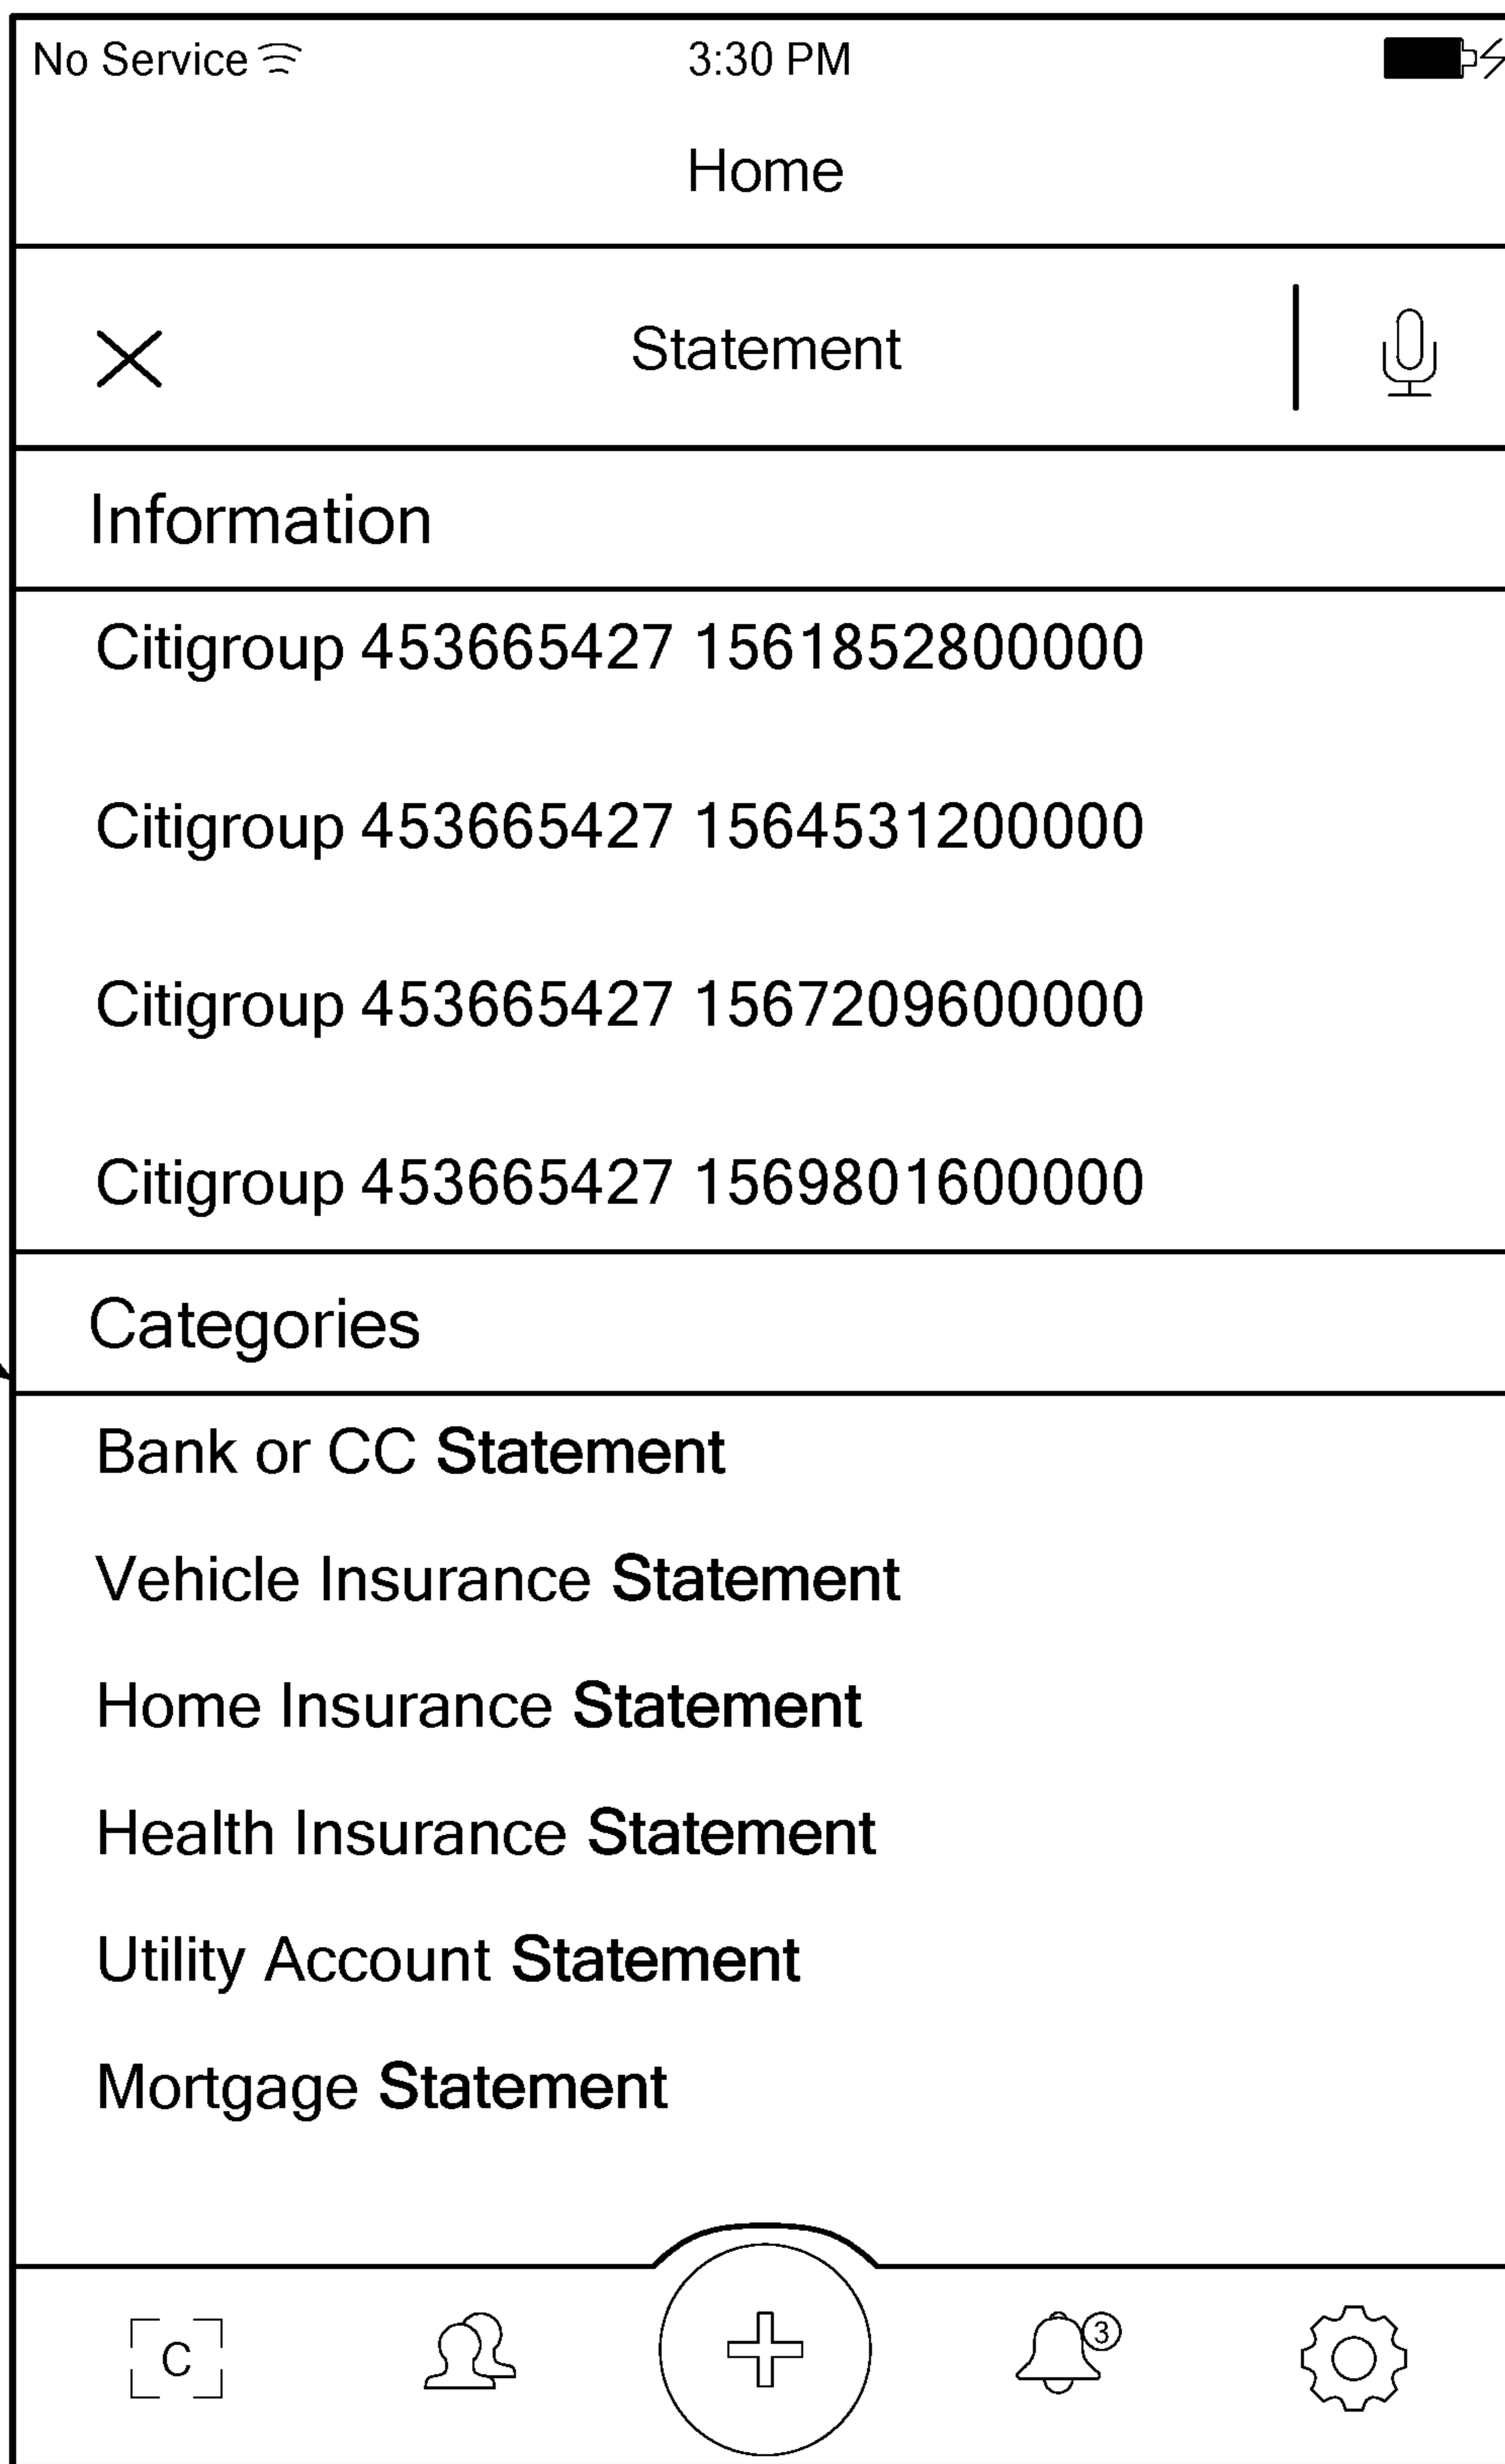 No Service 3:30 PM
Home
Statement
Information
Citigroup 453665427 1561852800000
Citigroup 453665427 1564531200000
Citigroup 453665427 1567209600000
Citigroup 453665427 1569801600000
Categories
Bank or CC Statement
Vehicle Insurance Statement
Home Insurance Statement
Health Insurance Statement
Utility Account Statement
Mortgage Statement
C 3